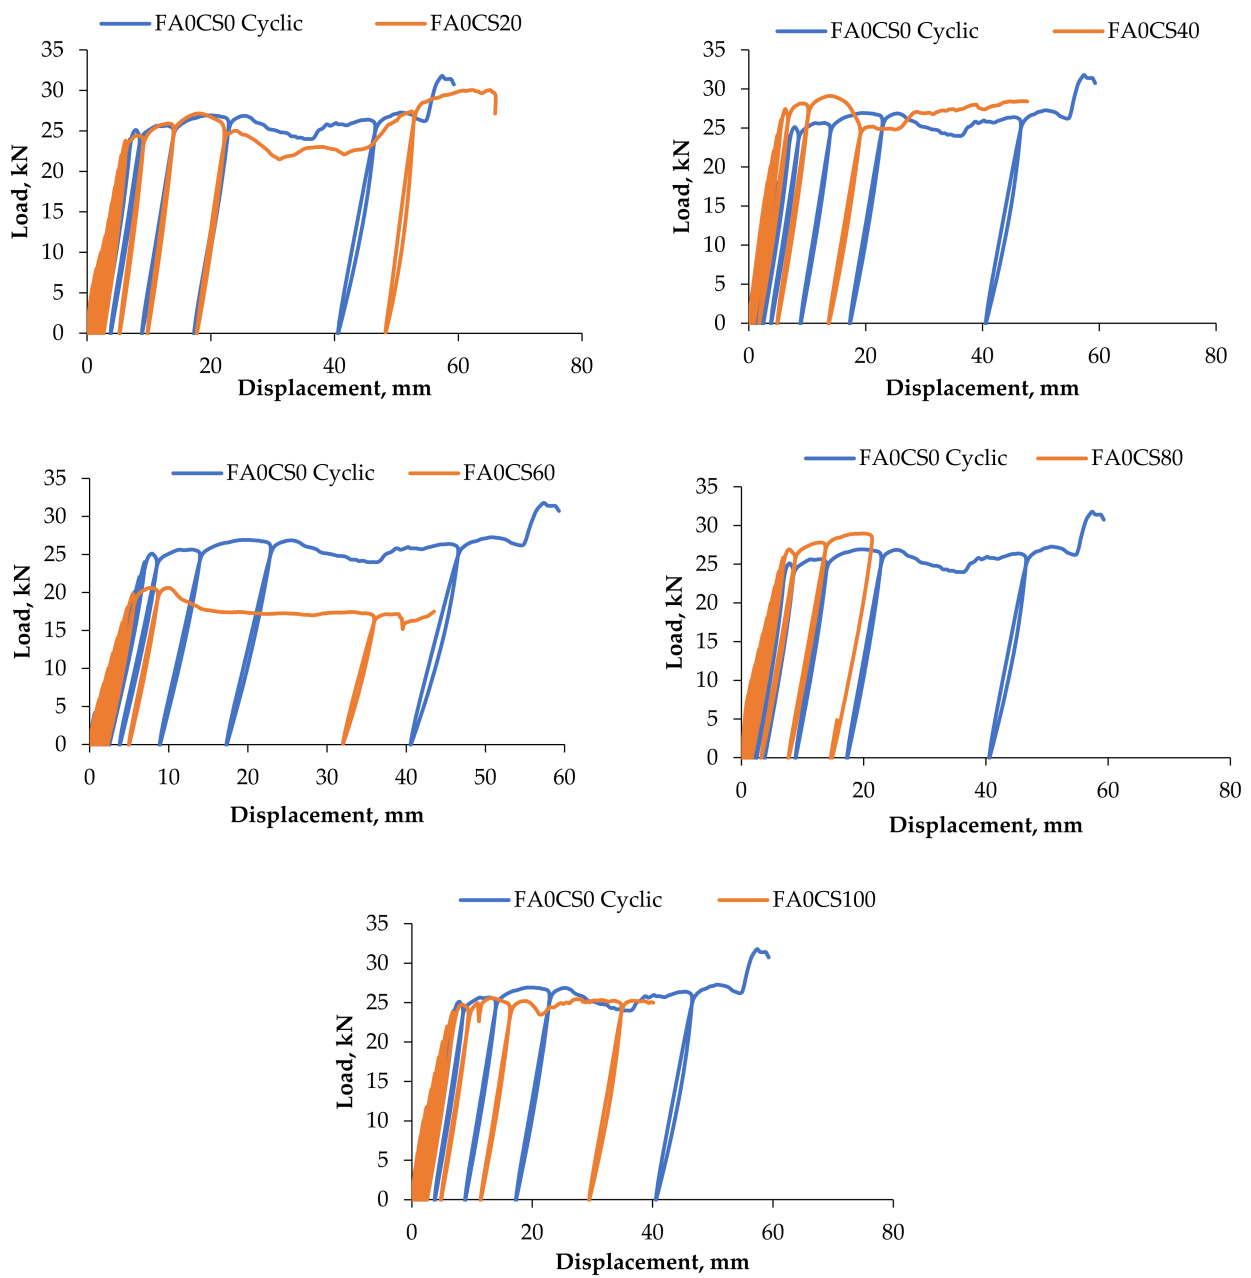 FA0CS0 Cyclic FA0CS20
35
30
25
20
15
10
5
0
Load, kN
0 20 40 60 80
Displacement, mm
FA0CS0 Cyclic FA0CS40
35
30
25
20
15
10
5
0
Load, kN
0 20 40 60 80
Displacement, mm
FA0CS0 Cyclic FA0CS60
35
30
25
20
15
10
5
0
Load, kN
0 10 20 30 40 50 60
Displacement, mm
FA0CS0 Cyclic FA0CS80
35
30
25
20
15
10
5
0
Load, kN
0 20 40 60 80
Displacement, mm
FA0CS0 Cyclic FA0CS100
35
30
25
20
15
10
5
0
Load, kN
0 20 40 60 80
Displacement, mm